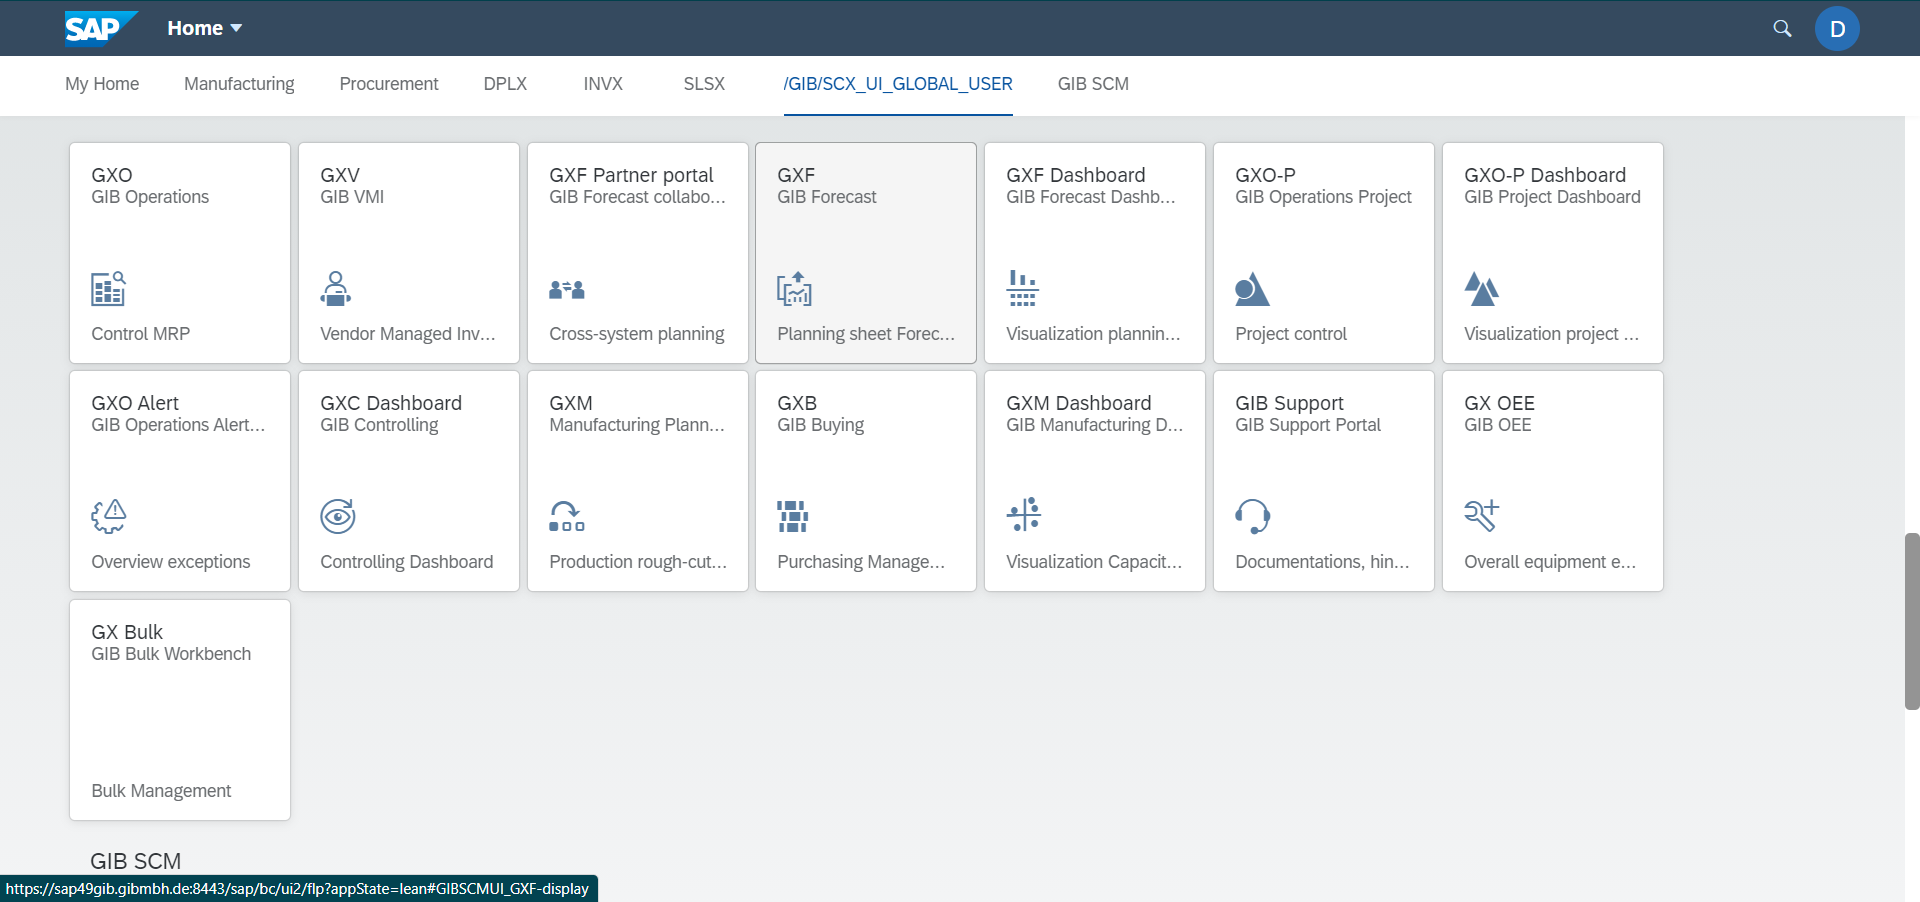 SAP Home
My Home Manufacturing Procurement DPLX INVX SLSX /GIB/SCX_UI_GLOBAL_USER GIB SCM
D
GXO
GIB Operations
Control MRP
GXV
GIB VMI
Vendor Managed Inv...
GXF Partner portal
GIB Forecast collabo...
Cross-system planning
GXF
GIB Forecast
Planning sheet Forec...
GXF Dashboard
GIB Forecast Dashb...
Visualization plannin...
GXO-P
GIB Operations Project
Project control
GXO-P Dashboard
GIB Project Dashboard
Visualization project ...
GXO Alert
GIB Operations Alert...
Overview exceptions
GXC Dashboard
GIB Controlling
Controlling Dashboard
GXM
Manufacturing Plann...
Production rough-cut...
GXB
GIB Buying
Purchasing Manage...
GXM Dashboard
GIB Manufacturing D...
Visualization Capacit...
GIB Support
GIB Support Portal
Documentations, hin...
GX OEE
GIB OEE
Overall equipment e...
GX Bulk
GIB Bulk Workbench
Bulk Management
GIB SCM
https://sap49gib.gibmbh.de:8443/sap/bc/ui2/flp?appState=lean#GIBSCMUI_GXF-display